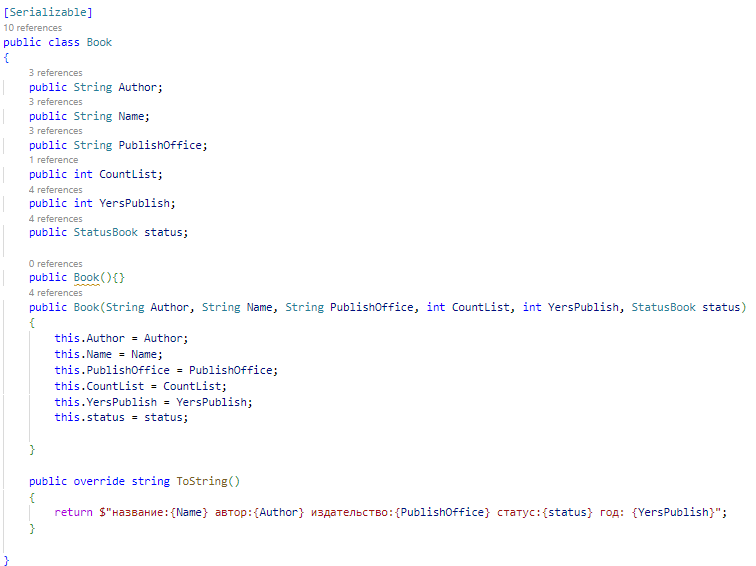 [Serializable]
10 references
public class Book
{
3 references
public String Author;
3 references
public String Name;
3 references
public String PublishOffice;
1 reference
public int CountList;
4 references
public int YersPublish;
4 references
public StatusBook status;
0 references
public Book(){}
4 references
public Book(String Author, String Name, String PublishOffice, int CountList, int YersPublish, StatusBook status)
{
this.Author = Author;
this.Name = Name;
this.PublishOffice = PublishOffice;
this.CountList = CountList;
this.YersPublish = YersPublish;
this.status = status;
}
public override string ToString()
{
return $"название:{Name} автор:{Author} издательство:{PublishOffice} статус:{status} год: {YersPublish}";
}
}